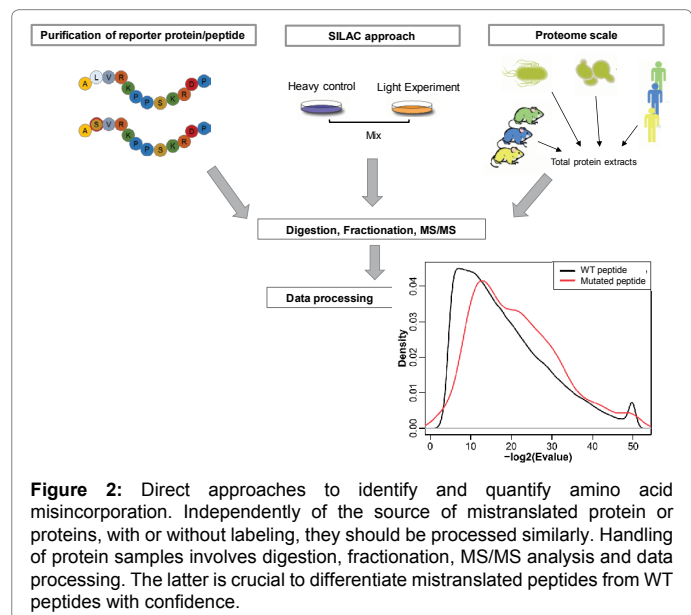 Purification of reporter protein/peptide
SILAC approach
Proteome scale
A L V R K P P S K R D P
A S V R K P P S K R D P
Heavy control
Light Experiment
Mix
Total protein extracts
Digestion, Fractionation, MS/MS
Data processing
WT peptide
Mutated peptide
Density
0.00
0.01
0.02
0.03
0.04
0
10
20
30
40
50
−log2(Evalue)
Figure 2: Direct approaches to identify and quantify amino acid
misincorporation. Independently of the source of mistranslated protein or
proteins, with or without labeling, they should be processed similarly. Handling
of protein samples involves digestion, fractionation, MS/MS analysis and data
processing. The latter is crucial to differentiate mistranslated peptides from WT
peptides with confidence.